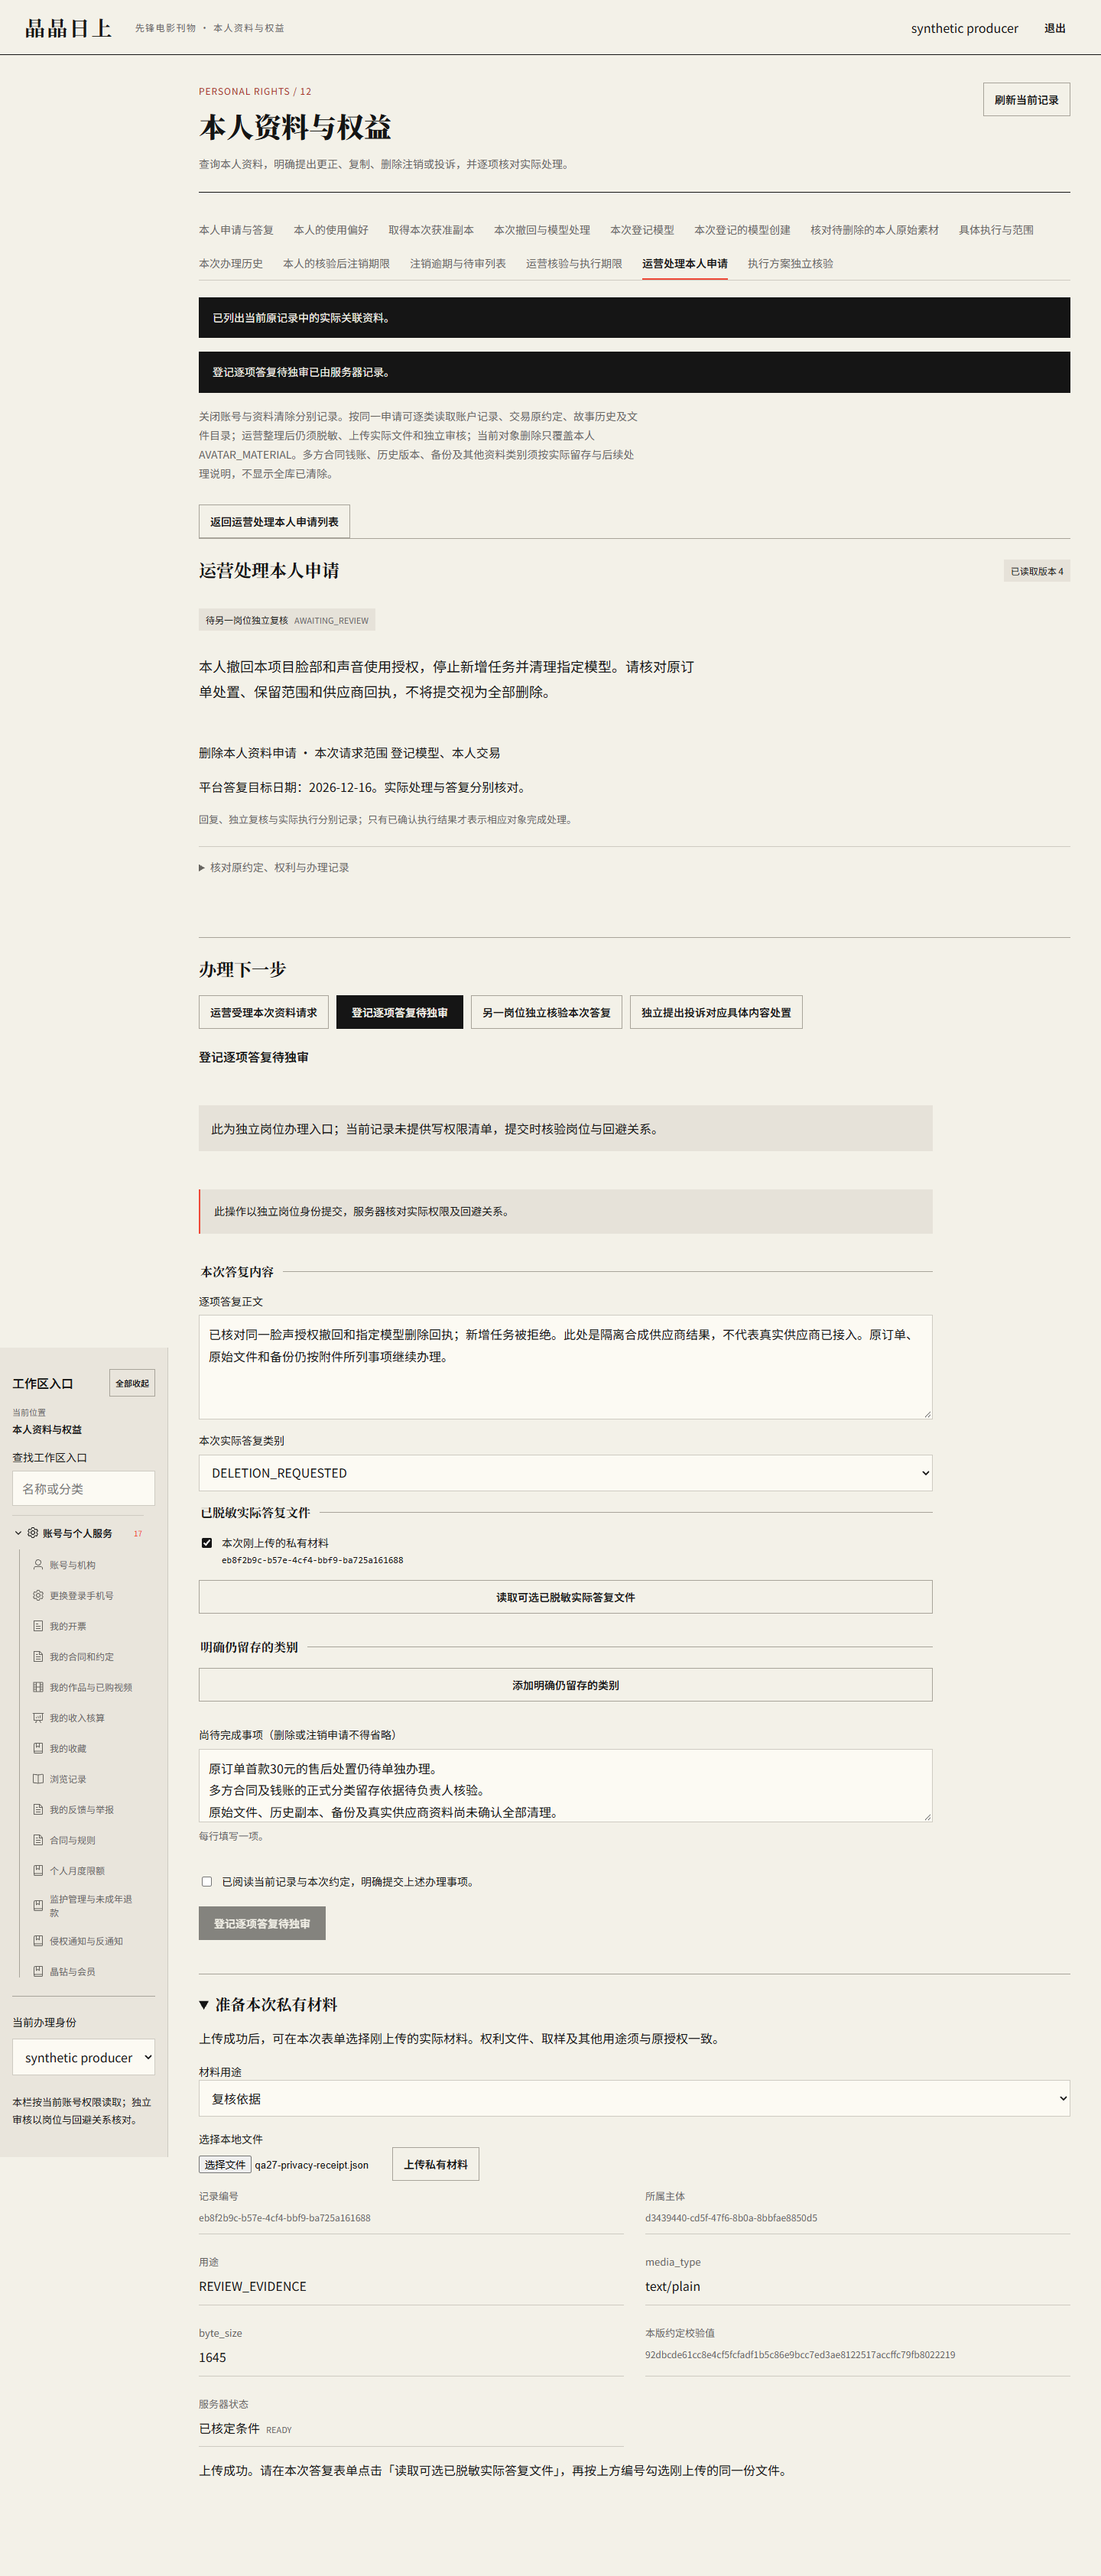 晶晶日上
先锋电影刊物 · 本人资料与权益
synthetic producer
退出
PERSONAL RIGHTS / 12
刷新当前记录
本人资料与权益
查询本人资料，明确提出更正、复制、删除注销或投诉，并逐项核对实际处理。
本人申请与答复 本人的使用偏好 取得本次获准副本 本次撤回与模型处理 本次登记模型 本次登记的模型创建 核对待删除的本人原始素材 具体执行与范围
本次办理历史 本人的核验后注销期限 注销逾期与待审列表 运营核验与执行期限 运营处理本人申请 执行方案独立核验
已列出当前原记录中的实际关联资料。
登记逐项答复待独审已由服务器记录。
关闭账号与资料清除分别记录。按同一申请可逐类读取账户记录、交易原约定、故事历史及文
件目录；运营整理后仍须脱敏、上传实际文件和独立审核；当前对象删除只覆盖本人
AVATAR_MATERIAL。多方合同钱账、历史版本、备份及其他资料类别须按实际留存与后续处
理说明，不显示全库已清除。
返回运营处理本人申请列表
运营处理本人申请
已读取版本 4
待另一岗位独立复核 AWAITING_REVIEW
本人撤回本项目脸部和声音使用授权，停止新增任务并清理指定模型。请核对原订
单处置、保留范围和供应商回执，不将提交视为全部删除。
删除本人资料申请 · 本次请求范围 登记模型、本人交易
平台答复目标日期：2026-12-16。实际处理与答复分别核对。
回复、独立复核与实际执行分别记录；只有已确认执行结果才表示相应对象完成处理。
核对原约定、权利与办理记录
办理下一步
运营受理本次资料请求 登记逐项答复待独审 另一岗位独立核验本次答复 独立提出投诉对应具体内容处置
登记逐项答复待独审
此为独立岗位办理入口；当前记录未提供写权限清单，提交时核验岗位与回避关系。
此操作以独立岗位身份提交，服务器核对实际权限及回避关系。
本次答复内容
逐项答复正文
已核对同一脸声授权撤回和指定模型删除回执；新增任务被拒绝。此处是隔离合成供应商结果，不代表真实供应商已接入。原订单、
原始文件和备份仍按附件所列事项继续办理。
本次实际答复类别
DELETION_REQUESTED
已脱敏实际答复文件
本次刚上传的私有材料
eb8f2b9c-b57e-4cf4-bbf9-ba725a161688
读取可选已脱敏实际答复文件
明确仍留存的类别
添加明确仍留存的类别
尚待完成事项（删除或注销申请不得省略）
原订单首款30元的售后处置仍待单独办理。
多方合同及钱账的正式分类留存依据待负责人核验。
原始文件、历史副本、备份及真实供应商资料尚未确认全部清理。
每行填写一项。
已阅读当前记录与本次约定，明确提交上述办理事项。
登记逐项答复待独审
准备本次私有材料
上传成功后，可在本次表单选择刚上传的实际材料。权利文件、取样及其他用途须与原授权一致。
材料用途
复核依据
选择本地文件
选择文件 qa27-privacy-receipt.json
上传私有材料
记录编号
eb8f2b9c-b57e-4cf4-bbf9-ba725a161688
所属主体
d3439440-cd5f-47f6-8b0a-8bbfae8850d5
用途
REVIEW_EVIDENCE
media_type
text/plain
byte_size
1645
本版约定校验值
92dbcde61cc8e4cf5fcfadf1b5c86e9bcc7ed3ae8122517accffc79fb8022219
服务器状态
已核定条件 READY
上传成功。请在本次答复表单点击「读取可选已脱敏实际答复文件」，再按上方编号勾选刚上传的同一份文件。
工作区入口
全部收起
当前位置
本人资料与权益
查找工作区入口
名称或分类
账号与个人服务 17
账号与机构
更换登录手机号
我的开票
我的合同和约定
我的作品与已购视频
我的收入核算
我的收藏
浏览记录
我的反馈与举报
合同与规则
个人月度限额
监护管理与未成年退
款
侵权通知与反通知
晶钻与会员
当前办理身份
synthetic producer
本栏按当前账号权限读取；独立
审核以岗位与回避关系核对。